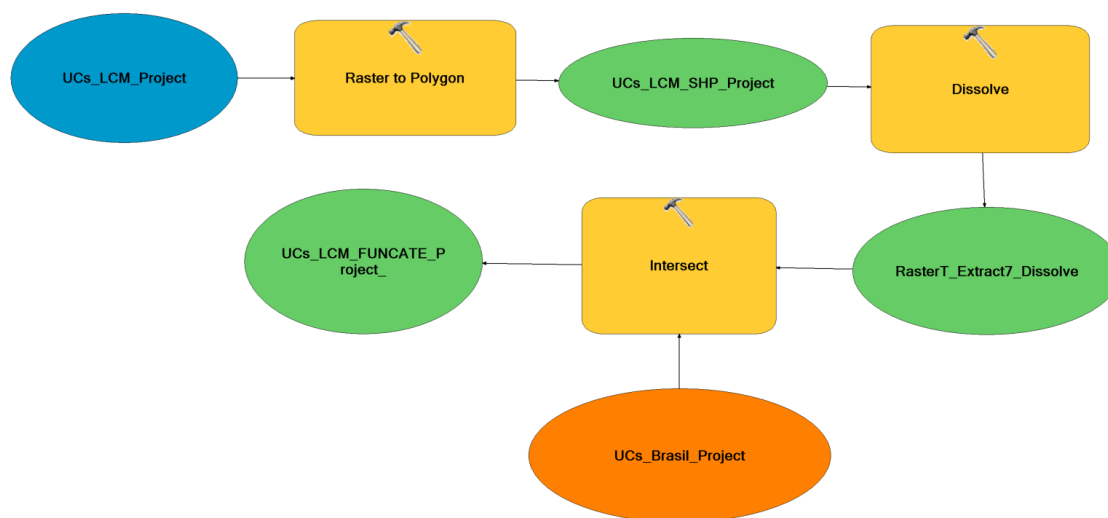 UCs_LCM_Project
Raster to Polygon
UCs_LCM_SHP_Project
Dissolve
UCs_LCM_FUNCATE_P
roject_
Intersect
RasterT_Extract7_Dissolve
UCs_Brasil_Project